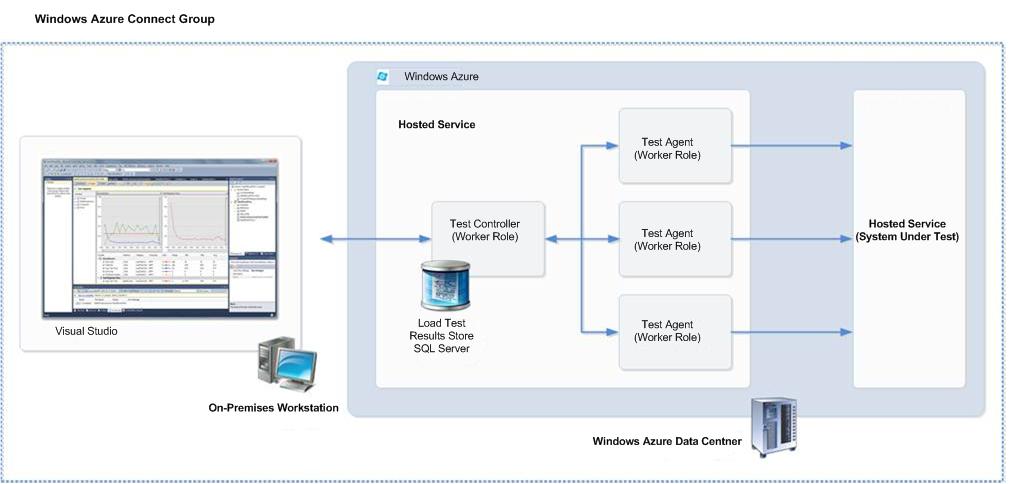 Windows Azure Connect Group
Windows Azure
Hosted Service
Test Agent
(Worker Role)
Test Controller
(Worker Role)
Test Agent
(Worker Role)
Hosted Service
(System Under Test)
Load Test
Results Store
SQL Server
Test Agent
(Worker Role)
Visual Studio
On-Premises Workstation
Windows Azure Data Centner